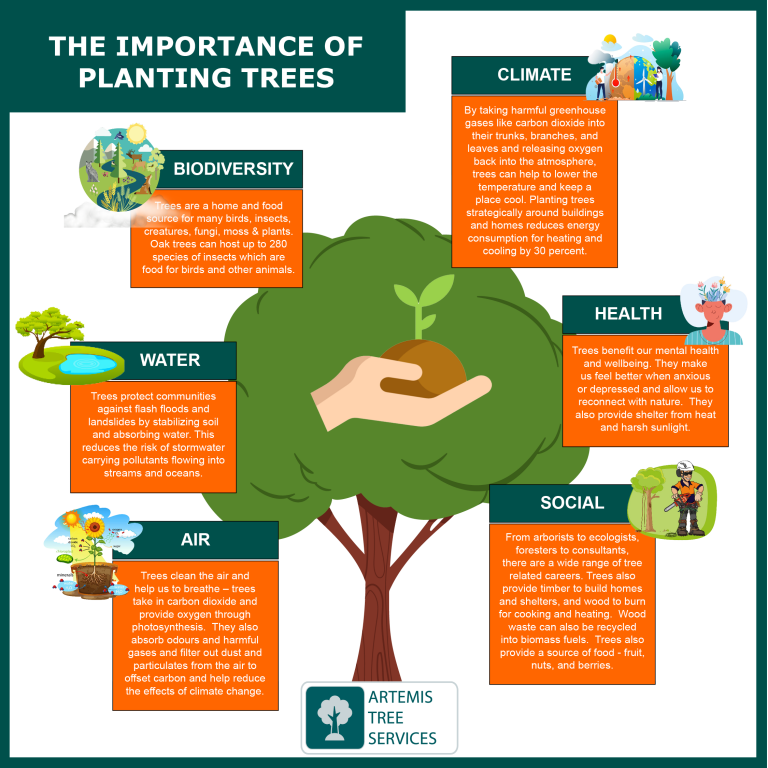 THE IMPORTANCE OF
PLANTING TREES
CLIMATE
By taking harmful greenhouse
gases like carbon dioxide into
their trunks, branches, and
leaves and releasing oxygen
back into the atmosphere,
trees can help to lower the
temperature and keep a
place cool. Planting trees
strategically around buildings
and homes reduces energy
consumption for heating and
cooling by 30 percent.
BIODIVERSITY
Trees are a home and food
source for many birds, insects,
creatures, fungi, moss & plants.
Oak trees can host up to 280
species of insects which are
food for birds and other animals.
HEALTH
Trees benefit our mental health
and wellbeing. They make
us feel better when anxious
or depressed and allow us to
reconnect with nature. They
also provide shelter from heat
and harsh sunlight.
WATER
Trees protect communities
against flash floods and
landslides by stabilizing soil
and absorbing water. This
reduces the risk of stormwater
carrying pollutants flowing into
streams and oceans.
SOCIAL
From arborists to ecologists,
foresters to consultants,
there are a wide range of tree
related careers. Trees also
provide timber to build homes
and shelters, and wood to burn
for cooking and heating. Wood
waste can also be recycled
into biomass fuels. Trees also
provide a source of food - fruit,
nuts, and berries.
AIR
Trees clean the air and
help us to breathe – trees
take in carbon dioxide and
provide oxygen through
photosynthesis. They also
absorb odours and harmful
gases and filter out dust and
particulates from the air to
offset carbon and help reduce
the effects of climate change.
ARTEMIS
TREE
SERVICES